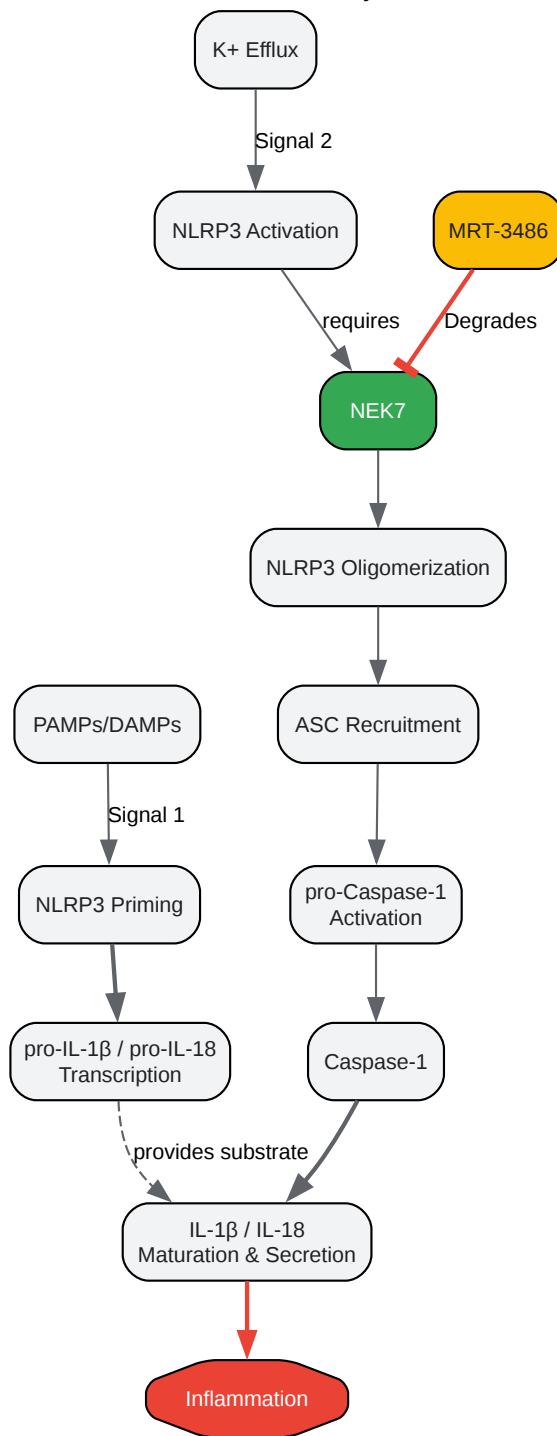 K+ Efflux
Signal 2
NLRP3 Activation
MRT-3486
requires
Degrades
NEK7
NLRP3 Oligomerization
PAMPs/DAMPs
ASC Recruitment
Signal 1
NLRP3 Priming
pro-Caspase-1
Activation
pro-IL-1β / pro-IL-18
Transcription
Caspase-1
provides substrate
IL-1β / IL-18
Maturation & Secretion
Inflammation